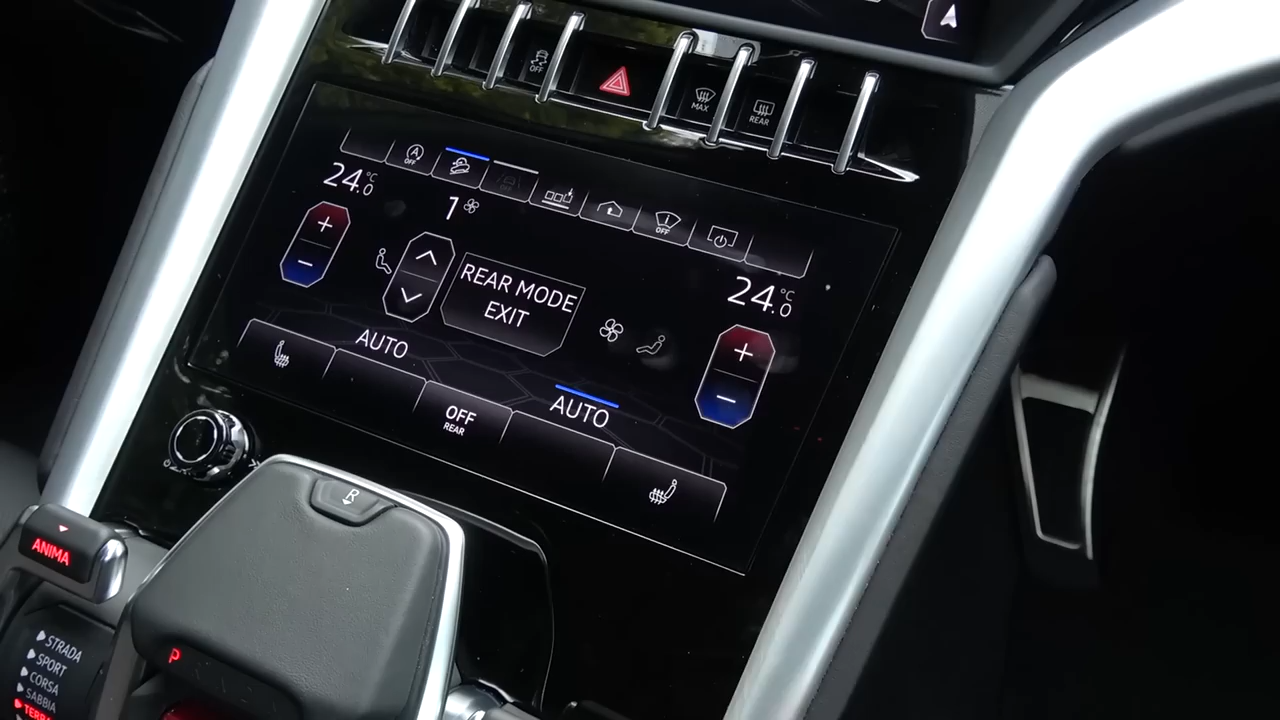 OFF
MAX
REAR
A
OFF
OFF
24.0 °C
1
REAR MODE
EXIT
24.0 °C
AUTO
AUTO
OFF
REAR
R
ANIMA
P
STRADA
SPORT
CORSA
SABBIA